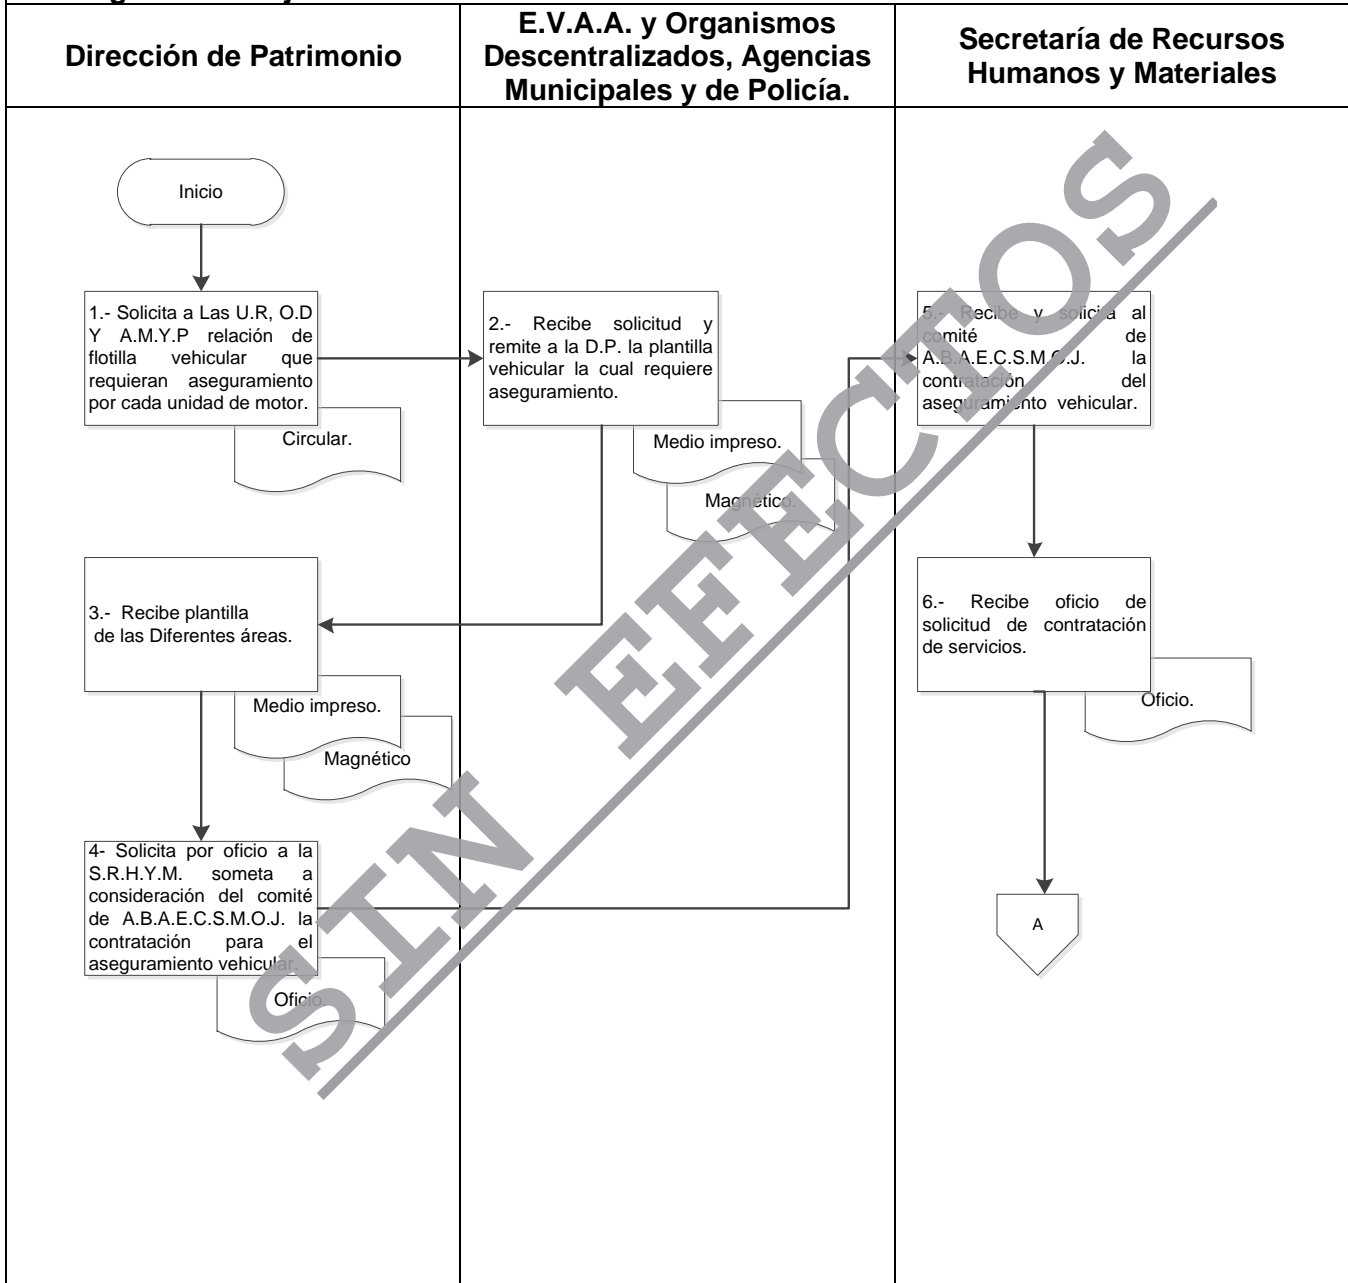 Dirección de Patrimonio
E.V.A.A. y Organismos
Descentralizados, Agencias
Municipales y de Policía.
Secretaría de Recursos
Humanos y Materiales
Inicio
1.- Solicita a Las U.R, O.D
Y A.M.Y.P relación de
flotilla vehicular que
requieran aseguramiento
por cada unidad de motor.
Circular.
2.- Recibe solicitud y
remite a la D.P. la plantilla
vehicular la cual requiere
aseguramiento.
Medio impreso.
Magnético.
3.- Recibe plantilla
de las Diferentes áreas.
Medio impreso.
Magnético
4- Solicita por oficio a la
S.R.H.Y.M. someta a
consideración del comité
de A.B.A.E.C.S.M.O.J. la
contratación para el
aseguramiento vehicular.
Oficio.
5.- Recibe y solicita al
comité de
A.B.A.E.C.S.M.O.J. la
contratación del
aseguramiento vehicular.
6.- Recibe oficio de
solicitud de contratación
de servicios.
Oficio.
A
SIN EFECTOS